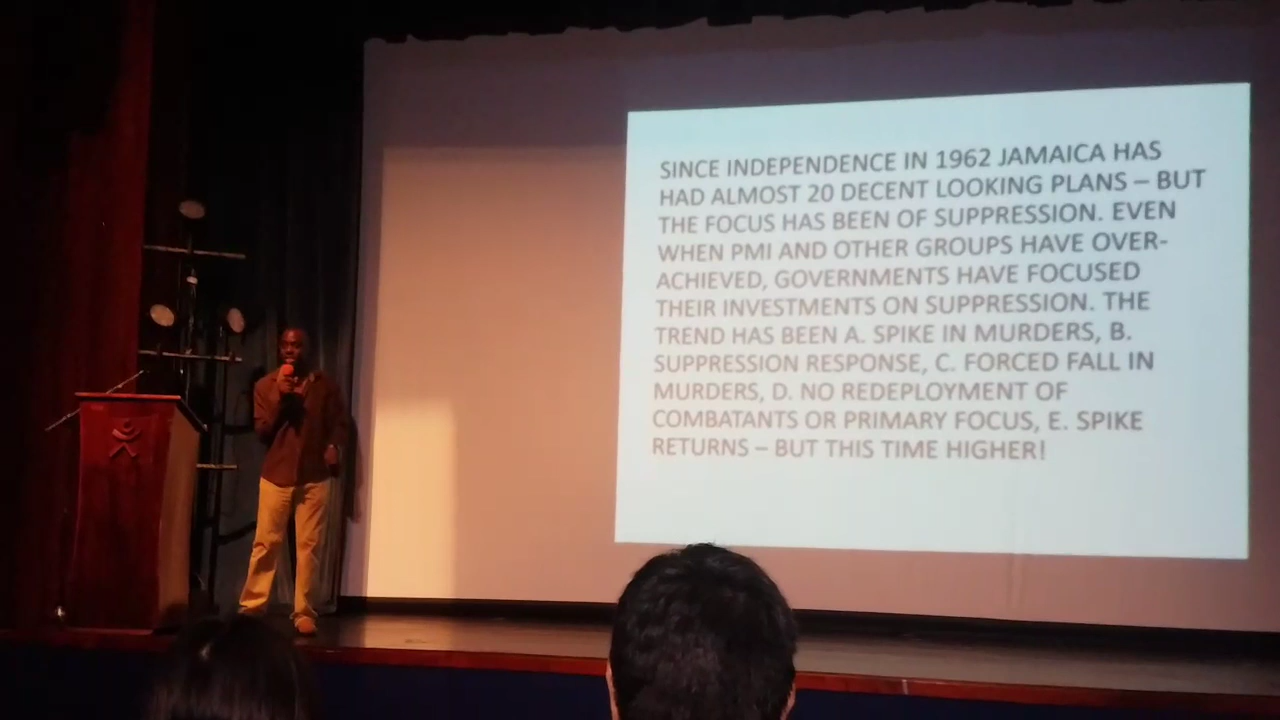 SINCE INDEPENDENCE IN 1962 JAMAICA HAS
HAD ALMOST 20 DECENT LOOKING PLANS – BUT
THE FOCUS HAS BEEN OF SUPPRESSION. EVEN
WHEN PMI AND OTHER GROUPS HAVE OVER-
ACHIEVED, GOVERNMENTS HAVE FOCUSED
THEIR INVESTMENTS ON SUPPRESSION. THE
TREND HAS BEEN A. SPIKE IN MURDERS, B.
SUPPRESSION RESPONSE, C. FORCED FALL IN
MURDERS, D. NO REDEPLOYMENT OF
COMBATANTS OR PRIMARY FOCUS, E. SPIKE
RETURNS – BUT THIS TIME HIGHER!